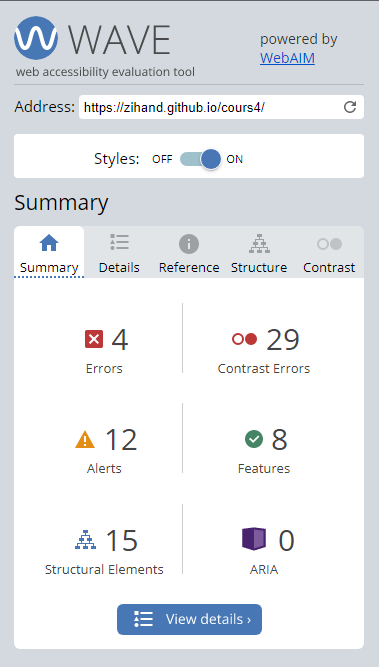 WAVE
web accessibility evaluation tool
powered by
WebAIM
Address: https://zihand.github.io/cours4/
Styles: OFF ON
Summary
Summary Details Reference Structure Contrast
4
Errors
29
Contrast Errors
12
Alerts
8
Features
15
Structural Elements
0
ARIA
View details ›